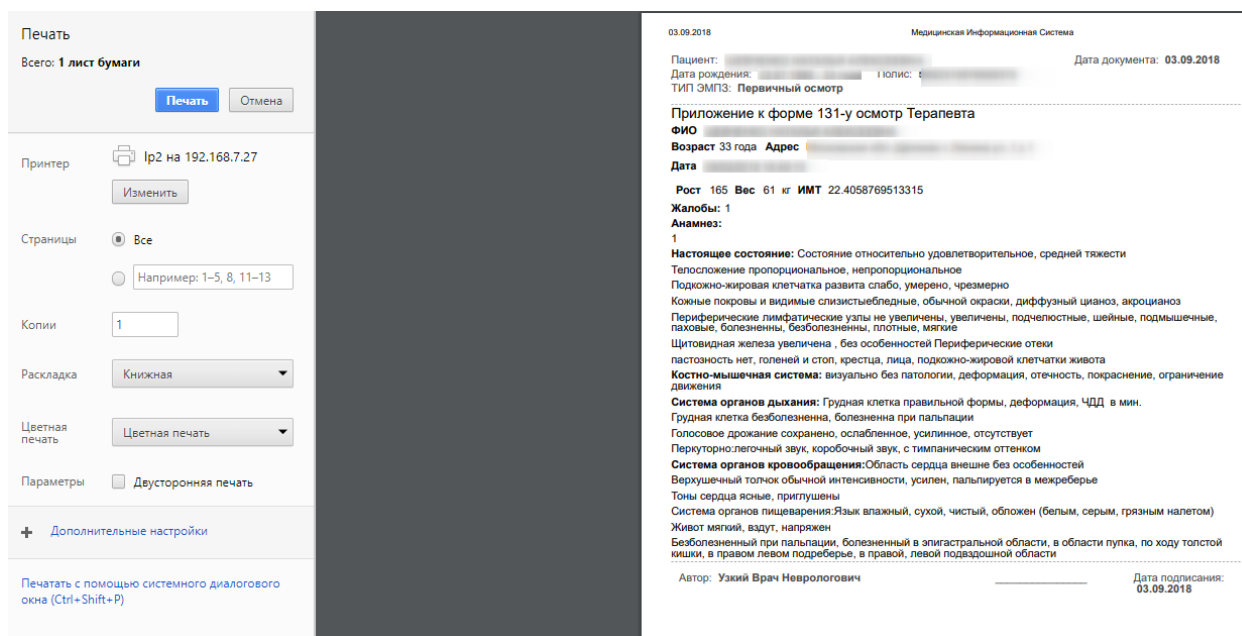 Печать
Всего: 1 лист бумаги
Печать
Отмена
Принтер
lp2 на 192.168.7.27
Изменить
Страницы
Все
Например: 1–5, 8, 11–13
Копии
1
Раскладка
Книжная
Цветная
печать
Цветная печать
Параметры
Двусторонняя печать
Дополнительные настройки
Печатать с помощью системного диалогового
окна (Ctrl+Shift+P)
03.09.2018 Медицинская Информационная Система
Пациент: Дата документа: 03.09.2018
Дата рождения: Полис:
ТИП ЭМПЗ: Первичный осмотр
Приложение к форме 131-у осмотр Терапевта
ФИО
Возраст 33 года Адрес
Дата
Рост 165 Вес 61 кг ИМТ 22.4058769513315
Жалобы: 1
Анамнез:
1
Настоящее состояние: Состояние относительно удовлетворительное, средней тяжести
Телосложение пропорциональное, непропорциональное
Подкожно-жировая клетчатка развита слабо, умерено, чрезмерно
Кожные покровы и видимые слизистыебледные, обычной окраски, диффузный цианоз, акроцианоз
Периферические лимфатические узлы не увеличены, увеличены, подчелюстные, шейные, подмышечные,
паховые, болезненны, безболезненны, плотные, мягкие
Щитовидная железа увеличена , без особенностей Периферические отеки
пастозность нет, голеней и стоп, крестца, лица, подкожно-жировой клетчатки живота
Костно-мышечная система: визуально без патологии, деформация, отечность, покраснение, ограничение
движения
Система органов дыхания: Грудная клетка правильной формы, деформация, ЧДД в мин.
Грудная клетка безболезненна, болезненна при пальпации
Голосовое дрожание сохранено, ослабленное, усилинное, отсутствует
Перкуторно:легочный звук, коробочный звук, с тимпаническим оттенком
Система органов кровообращения:Область сердца внешне без особенностей
Верхушечный толчок обычной интенсивности, усилен, пальпируется в межреберье
Тоны сердца ясные, приглушены
Система органов пищеварения:Язык влажный, сухой, чистый, обложен (белым, серым, грязным налетом)
Живот мягкий, вздут, напряжен
Безболезненный при пальпации, болезненный в эпигастральной области, в области пупка, по ходу толстой
кишки, в правом левом подреберье, в правой, левой подвздошной области
Автор: Узкий Врач Неврологович Дата подписания:
03.09.2018